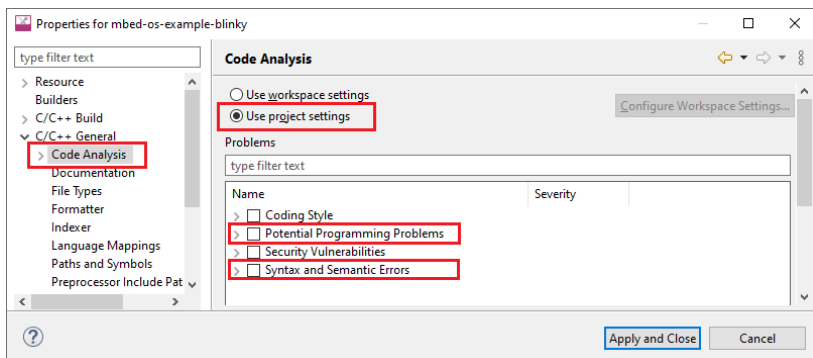 Properties for mbed-os-example-blinky
type filter text
Resource
Builders
C/C++ Build
C/C++ General
Code Analysis
Documentation
File Types
Formatter
Indexer
Language Mappings
Paths and Symbols
Preprocessor Include Pat
Code Analysis
Use workspace settings
Use project settings
Configure Workspace Settings...
Problems
type filter text
Name Severity
Coding Style
Potential Programming Problems
Security Vulnerabilities
Syntax and Semantic Errors
?
Apply and Close Cancel